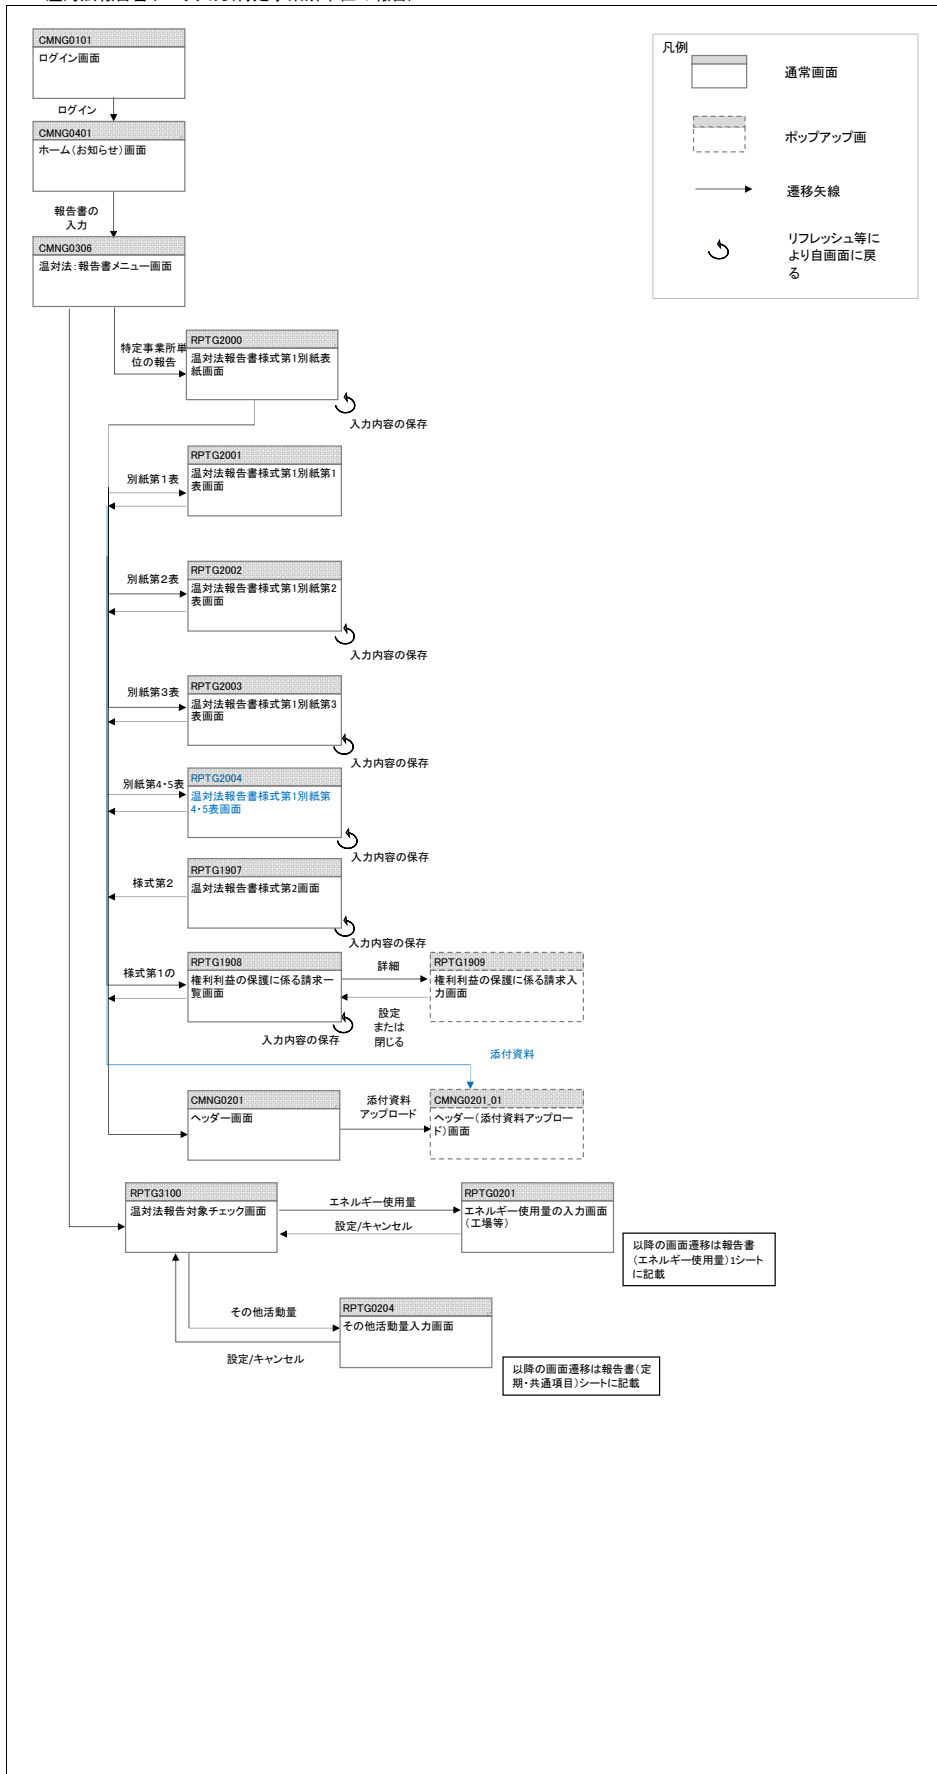 CMNG0101
ログイン画面
ログイン
CMNG0401
ホーム（お知らせ）画面
報告書の
入力
CMNG0306
温対法：報告書メニュー画面
凡例
通常画面
ポップアップ画
遷移矢線
リフレッシュ等に
より自画面に戻
る
特定事業所単
位の報告
RPTG2000
温対法報告書様式第1別紙表
紙画面
入力内容の保存
別紙第１表
RPTG2001
温対法報告書様式第1別紙第1
表画面
別紙第２表
RPTG2002
温対法報告書様式第1別紙第2
表画面
入力内容の保存
別紙第３表
RPTG2003
温対法報告書様式第1別紙第3
表画面
入力内容の保存
別紙第4・5表
RPTG2004
温対法報告書様式第1別紙第
4・5表画面
入力内容の保存
様式第２
RPTG1907
温対法報告書様式第2画面
入力内容の保存
様式第１の
RPTG1908
権利利益の保護に係る請求一
覧画面
入力内容の保存
詳細
設定
または
閉じる
RPTG1909
権利利益の保護に係る請求入
力画面
添付資料
CMNG0201
ヘッダー画面
添付資料
アップロード
CMNG0201_01
ヘッダー（添付資料アップロー
ド）画面
RPTG3100
温対法報告対象チェック画面
エネルギー使用量
設定/キャンセル
RPTG0201
エネルギー使用量の入力画面
（工場等）
以降の画面遷移は報告書
（エネルギー使用量）1シート
に記載
その他活動量
設定/キャンセル
RPTG0204
その他活動量入力画面
以降の画面遷移は報告書（定
期・共通項目）シートに記載